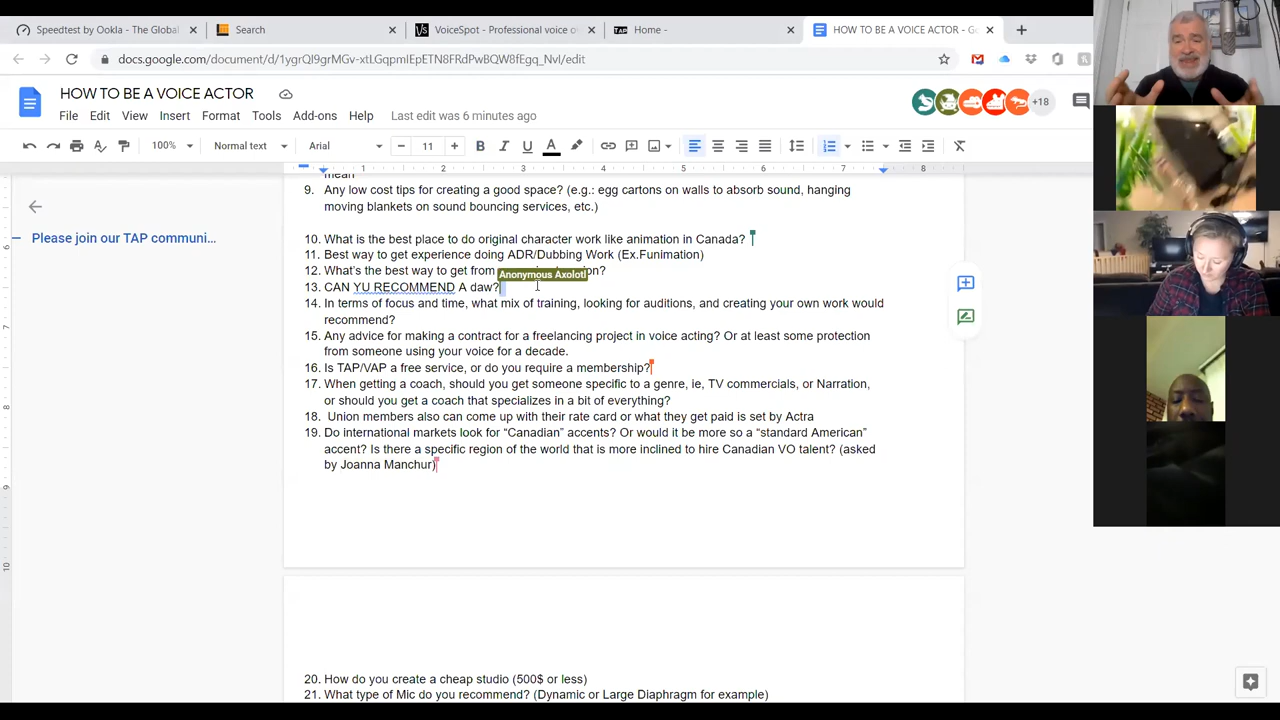 Speedtest by Ookla - The Global
Search
VoiceSpot - Professional voice ov
TAP Home -
HOW TO BE A VOICE ACTOR - Go
docs.google.com/document/d/
/edit
HOW TO BE A VOICE ACTOR
File Edit View Insert Format Tools Add-ons Help Last edit was 6 minutes ago
+18
100% Normal text Arial 11
1 2 3 4 5 6 7 8
Please join our TAP communi...
mean
9. Any low cost tips for creating a good space? (e.g.: egg cartons on walls to absorb sound, hanging
moving blankets on sound bouncing services, etc.)
10. What is the best place to do original character work like animation in Canada?
11. Best way to get experience doing ADR/Dubbing Work (Ex.Funimation)
12. What's the best way to get from
Anonymous Axolotl
13. CAN YU RECOMMEND A daw?
14. In terms of focus and time, what mix of training, looking for auditions, and creating your own work would
recommend?
15. Any advice for making a contract for a freelancing project in voice acting? Or at least some protection
from someone using your voice for a decade.
16. Is TAP/VAP a free service, or do you require a membership?
17. When getting a coach, should you get someone specific to a genre, ie, TV commercials, or Narration,
or should you get a coach that specializes in a bit of everything?
18. Union members also can come up with their rate card or what they get paid is set by Actra
19. Do international markets look for “Canadian” accents? Or would it be more so a “standard American”
accent? Is there a specific region of the world that is more inclined to hire Canadian VO talent? (asked
by Joanna Manchur)
20. How do you create a cheap studio (500$ or less)
21. What type of Mic do you recommend? (Dynamic or Large Diaphragm for example)